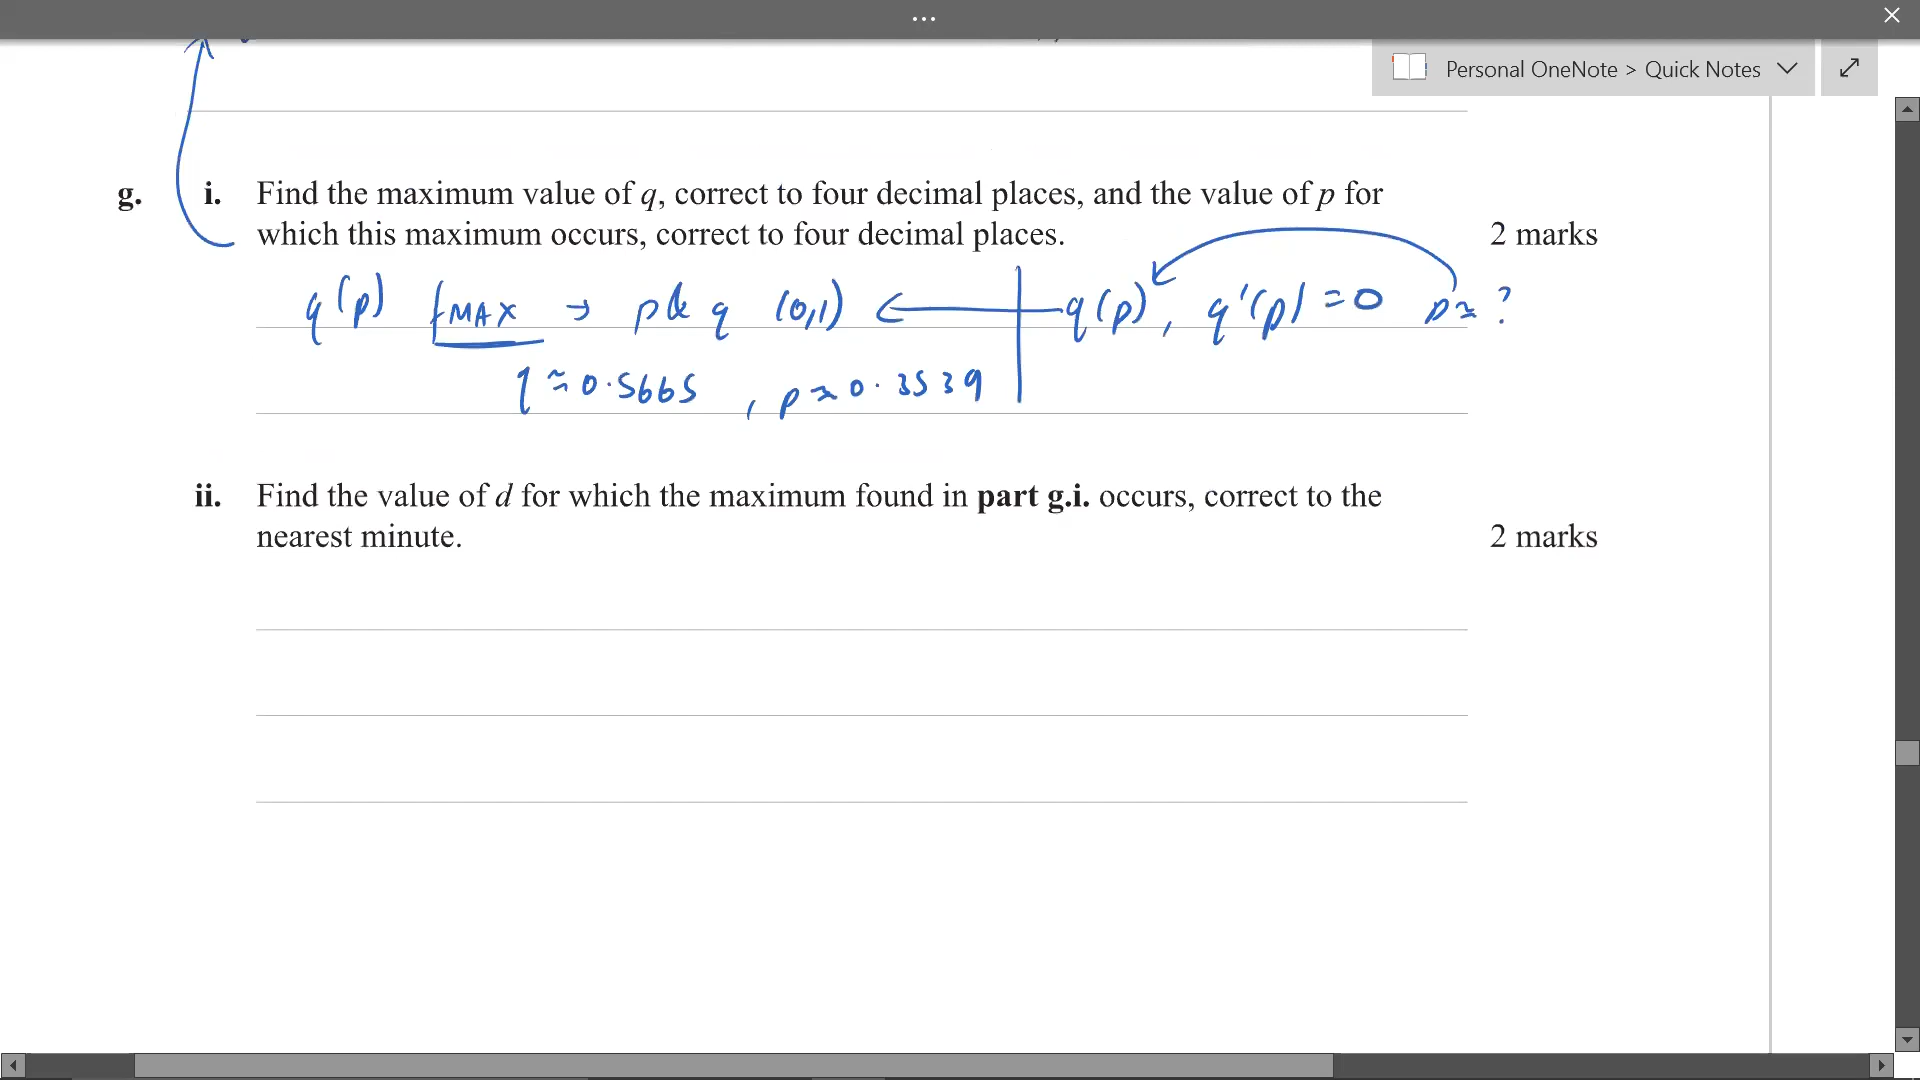 Personal OneNote > Quick Notes
g. i. Find the maximum value of q, correct to four decimal places, and the value of p for
which this maximum occurs, correct to four decimal places. 2 marks
q(p) fMAX → p & q (0,1) ← q(p), q'(p) = 0 p ≈ ?
q ≈ 0.5665, p ≈ 0.3539
ii. Find the value of d for which the maximum found in part g.i. occurs, correct to the
nearest minute. 2 marks